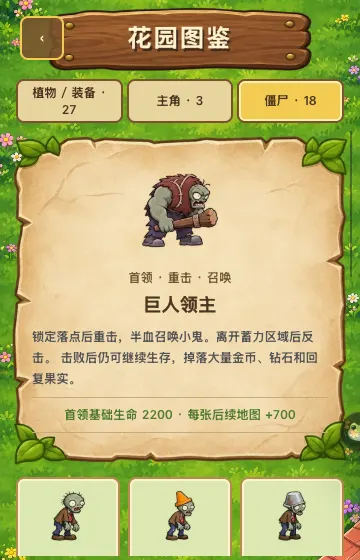 ‹
花园图鉴
植物 / 装备 ·
27
主角 · 3
僵尸 · 18
首领 · 重击 · 召唤
巨人领主
锁定落点后重击，半血召唤小鬼。离开蓄力区域后反
击。 击败后仍可继续生存，掉落大量金币、钻石和回
复果实。
首领基础生命 2200 · 每张后续地图 +700